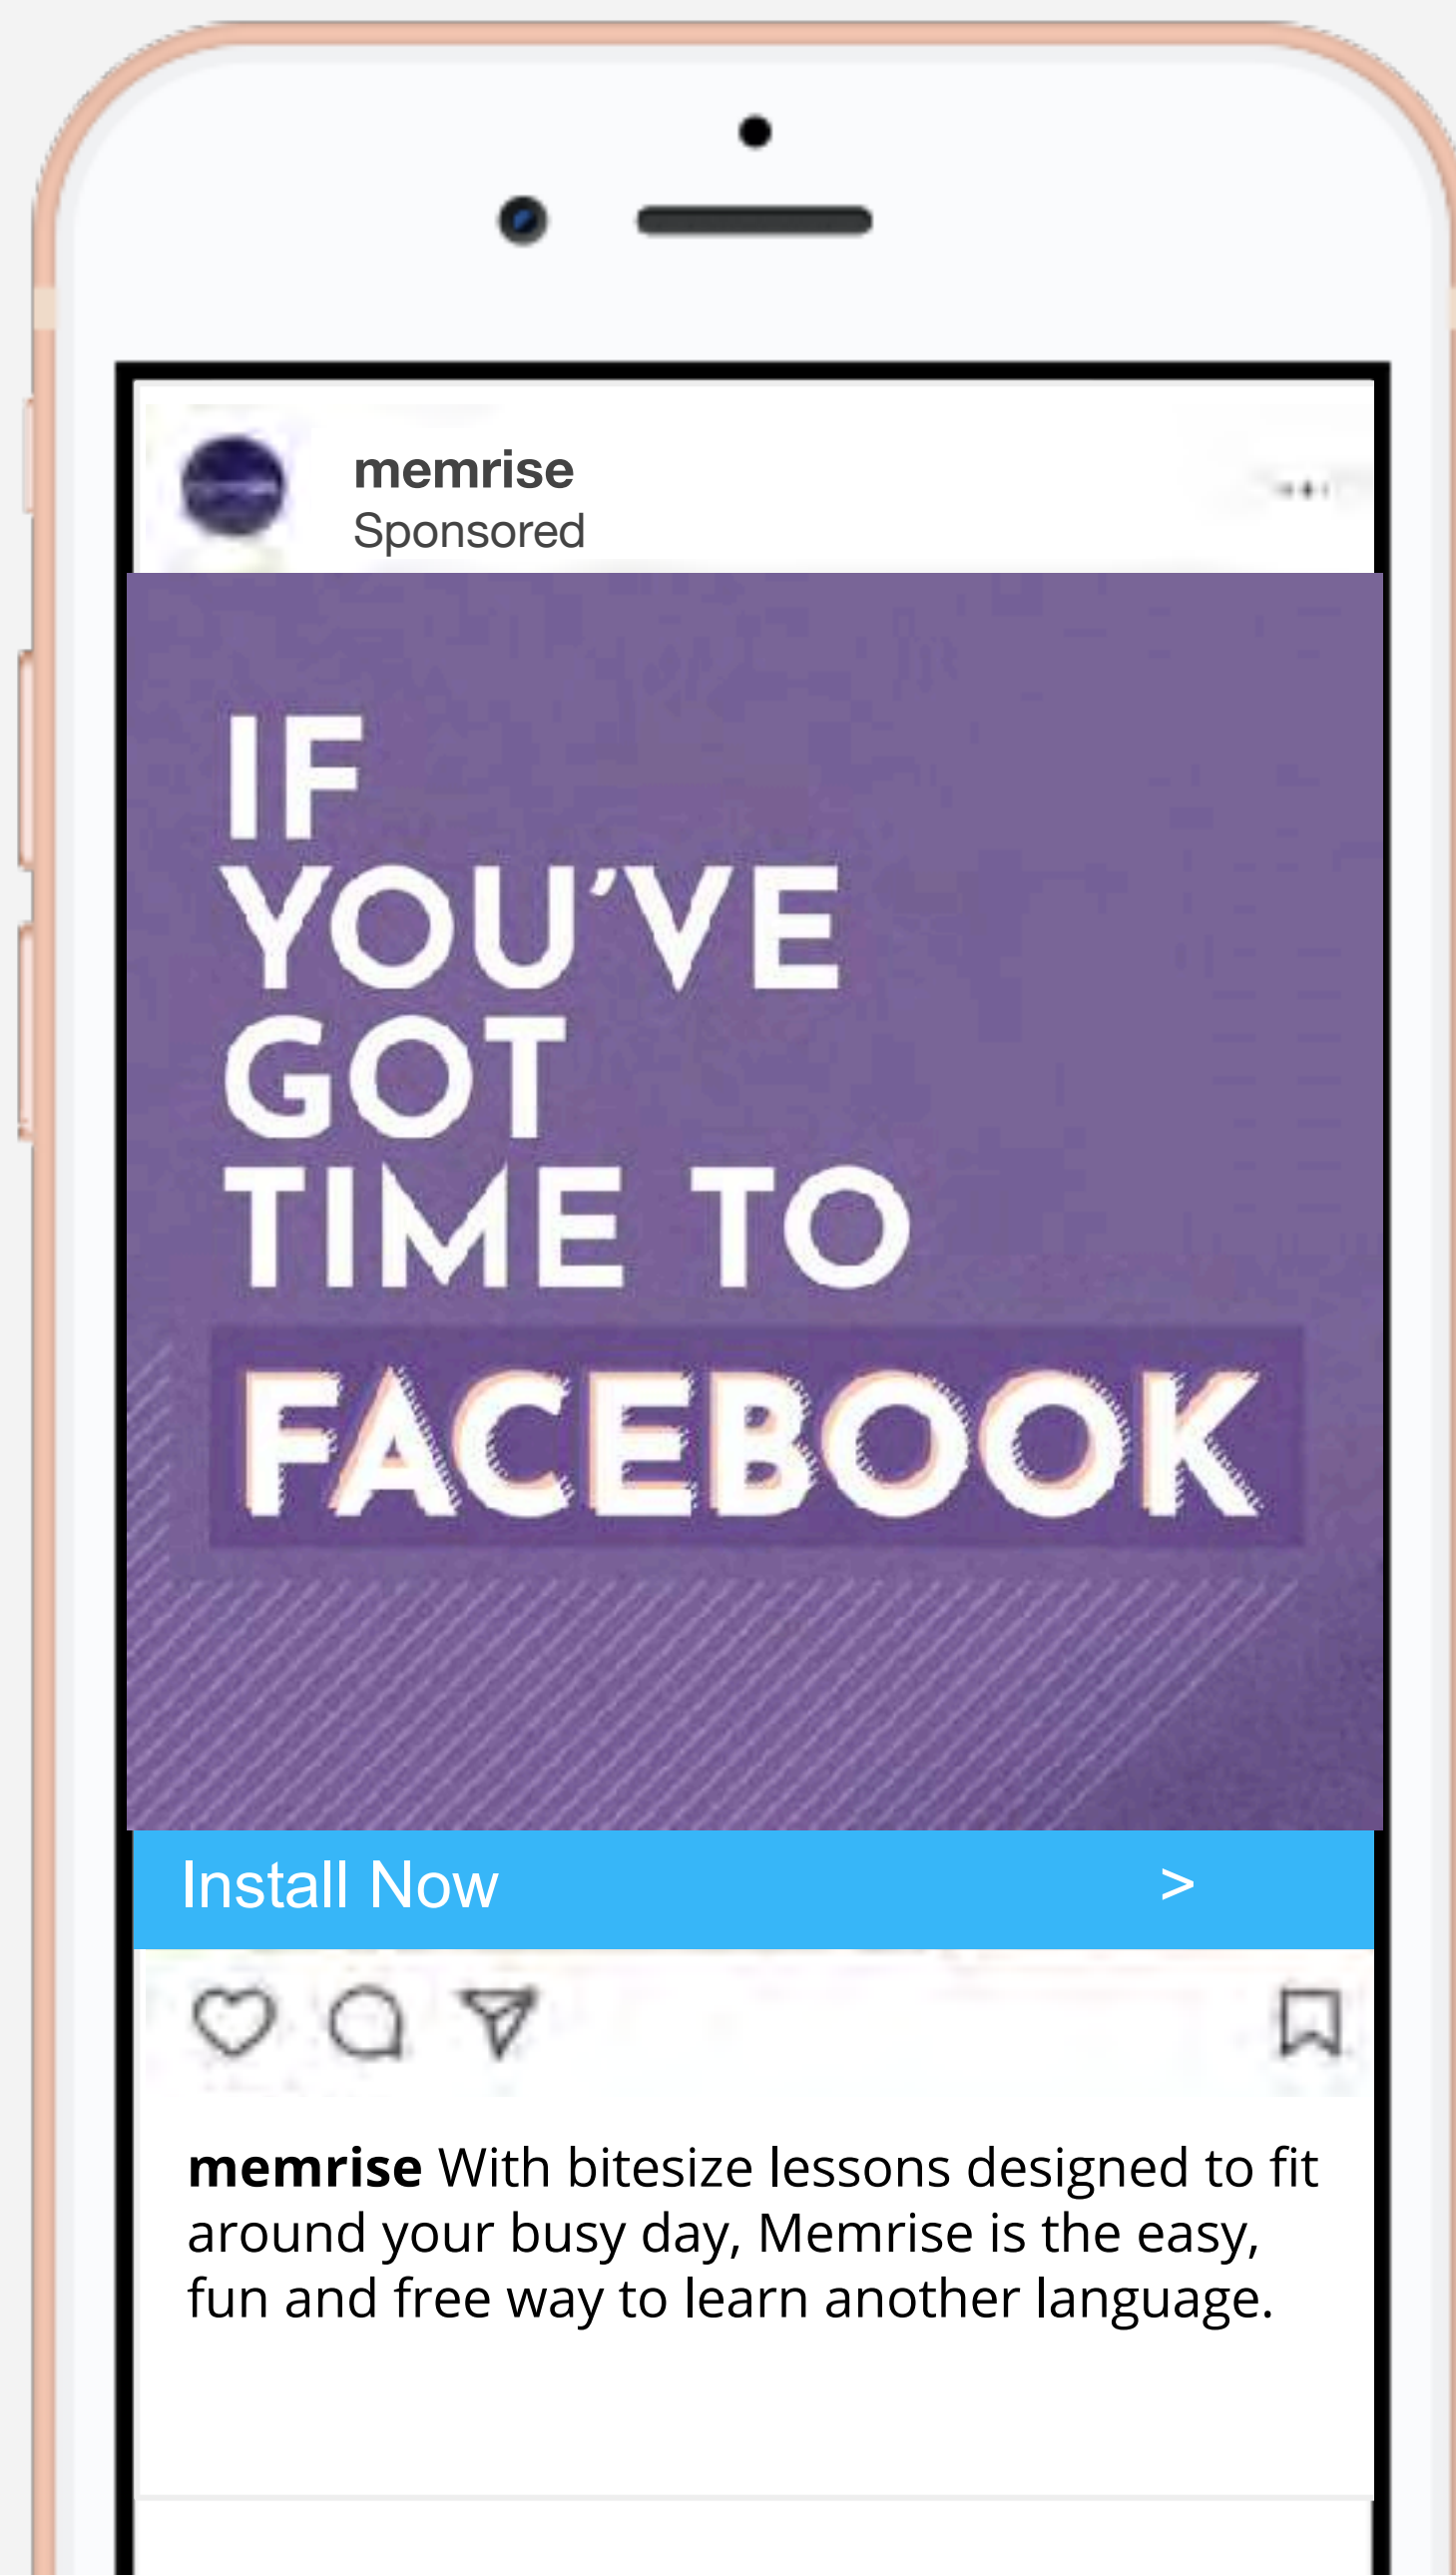 memrise
Sponsored
IF
YOU'VE
GOT
TIME TO
FACEBOOK
Install Now >
memrise With bitesize lessons designed to fit
around your busy day, Memrise is the easy,
fun and free way to learn another language.